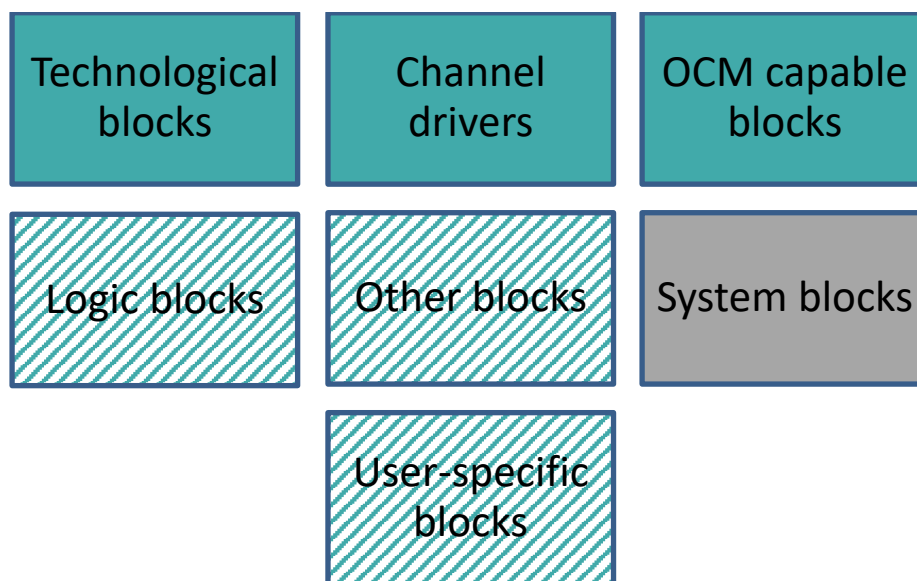 Technological
blocks
Channel
drivers
OCM capable
blocks
Logic blocks
Other blocks
System blocks
User-specific
blocks